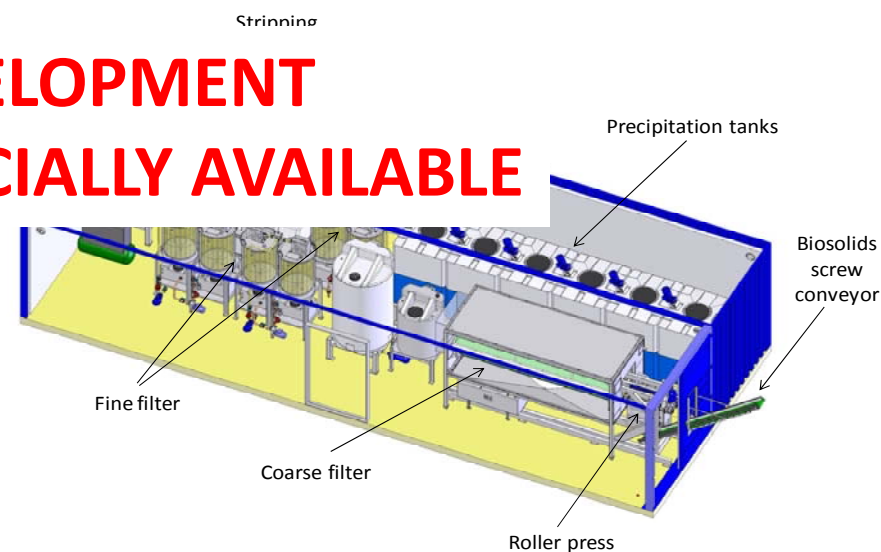 Stripping
ELOPMENT
CIALLY AVAILABLE
Precipitation tanks
Biosolids
screw
conveyor
Fine filter
Coarse filter
Roller press